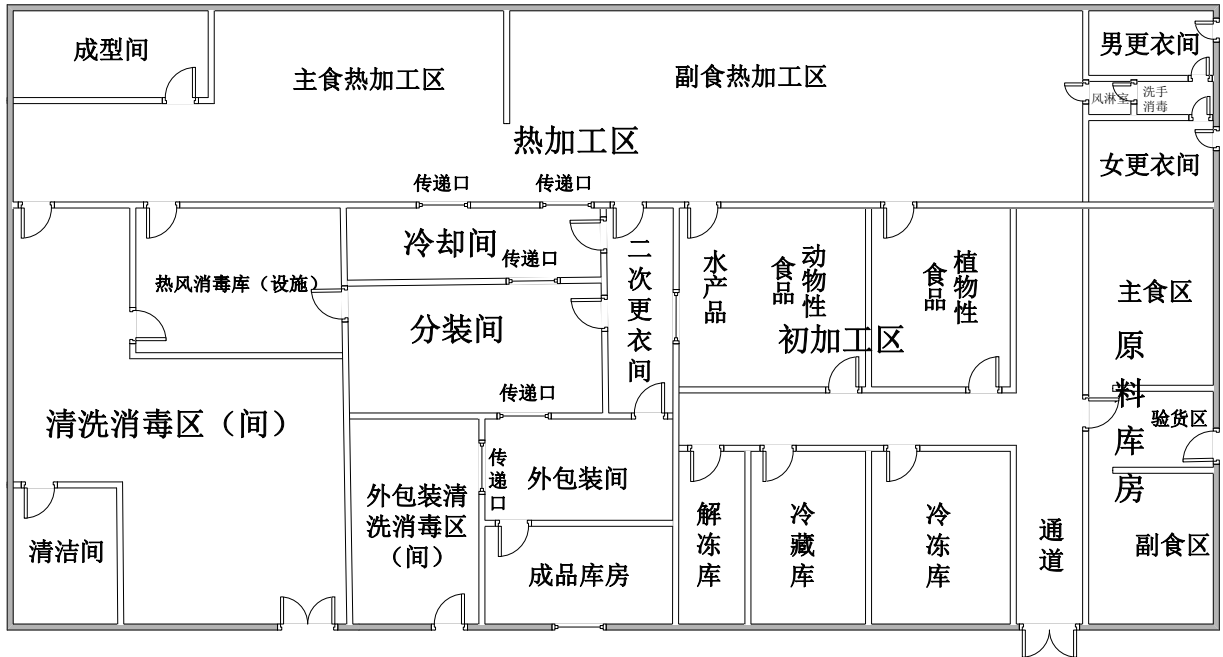 成型间
主食热加工区
副食热加工区
男更衣间
风淋室
洗手
消毒
热加工区
女更衣间
传递口
传递口
冷却间
传递口
二次更衣间
水产品
动物性
食品
植物性
食品
热风消毒库（设施）
主食区
分装间
初加工区
原料库房
传递口
验货区
清洗消毒区（间）
传递口
外包装间
外包装清
洗消毒区
（间）
解冻库
冷藏库
冷冻库
通道
副食区
清洁间
成品库房